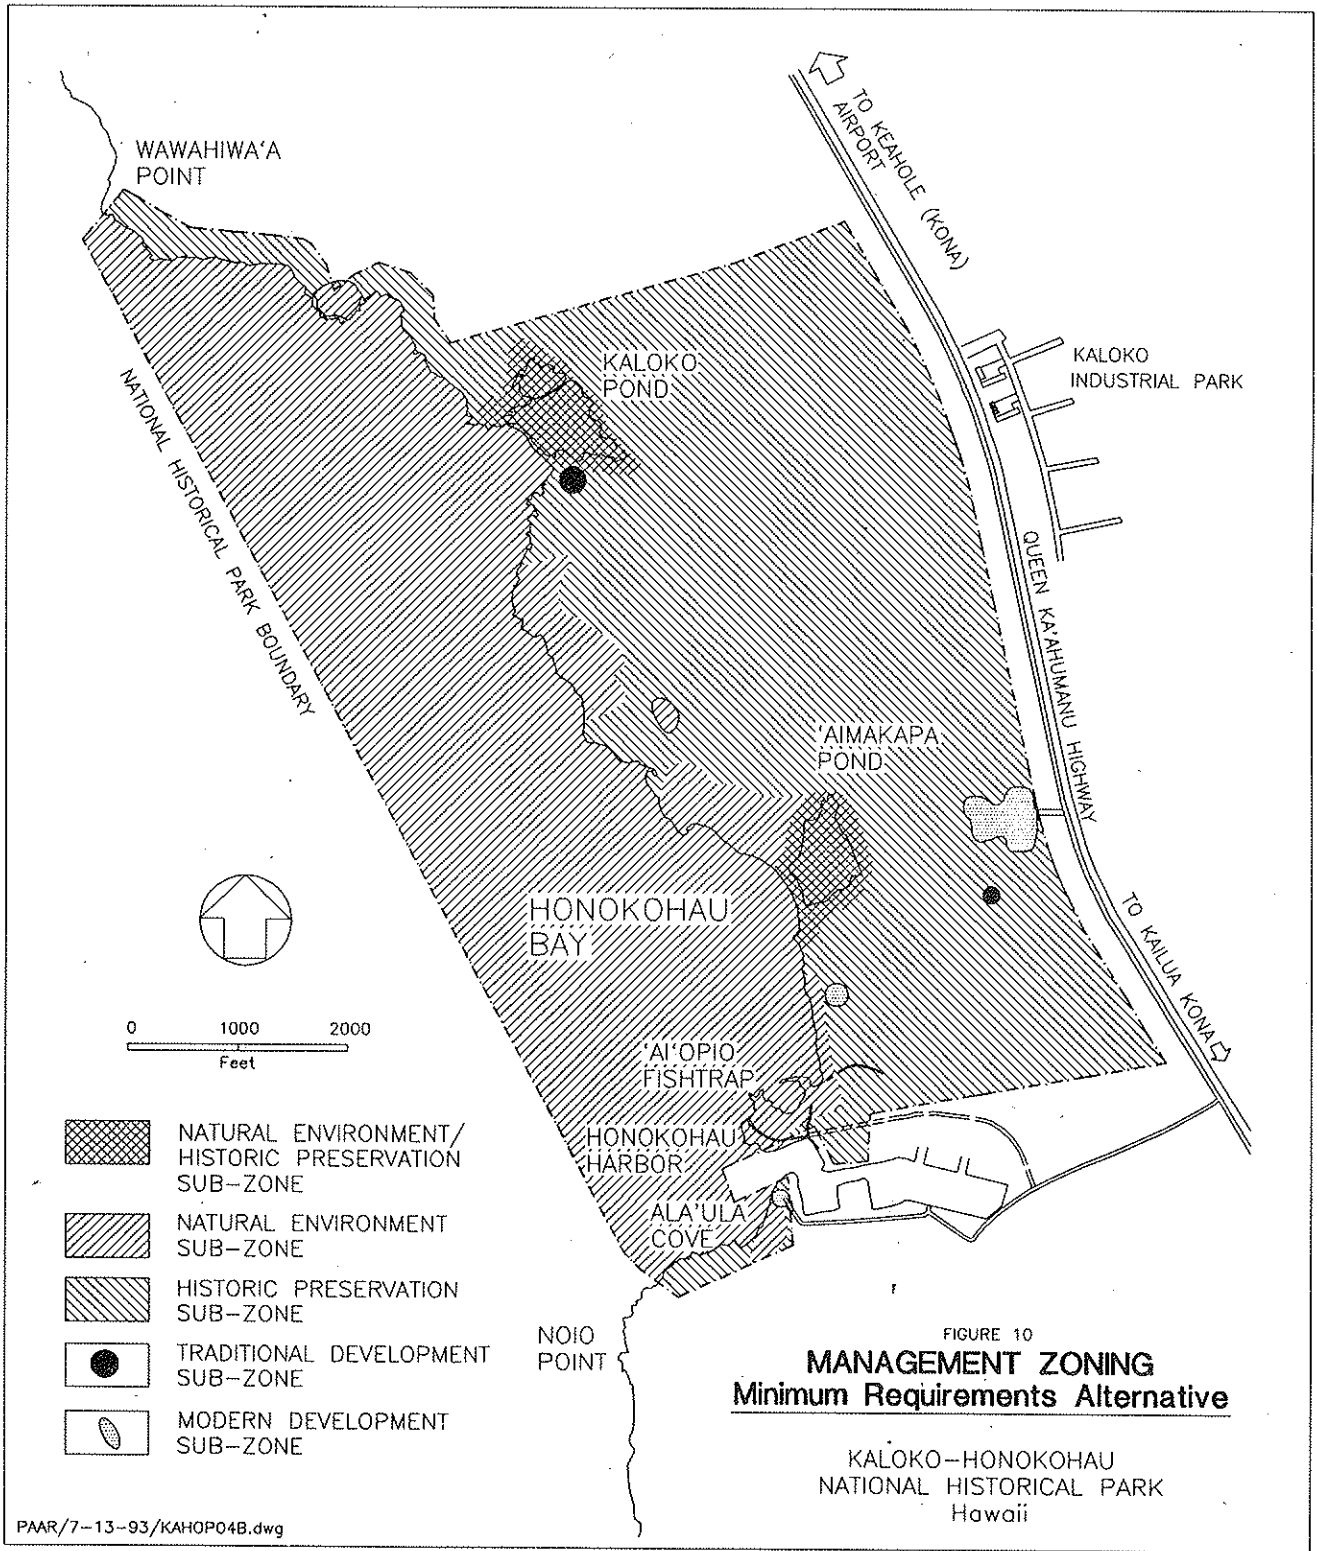 WAWAHIWA'A
POINT
TO KEAHOLE (KONA)
AIRPORT
KALOKO
POND
KALOKO
INDUSTRIAL PARK
NATIONAL HISTORICAL PARK BOUNDARY
QUEEN KA'AHUMANU HIGHWAY
'AIMAKAPA
POND
HONOKOHAU
BAY
TO KAILUA KONA
0 1000 2000
Feet
'AI'OPIO
FISHTRAP
HONOKOHAU
HARBOR
ALA'ULA
COVE
NATURAL ENVIRONMENT/
HISTORIC PRESERVATION
SUB-ZONE
NATURAL ENVIRONMENT
SUB-ZONE
HISTORIC PRESERVATION
SUB-ZONE
TRADITIONAL DEVELOPMENT
SUB-ZONE
MODERN DEVELOPMENT
SUB-ZONE
NOIO
POINT
FIGURE 10
MANAGEMENT ZONING
Minimum Requirements Alternative
KALOKO-HONOKOHAU
NATIONAL HISTORICAL PARK
Hawaii
PAAR/7-13-93/KAHOP04B.dwg